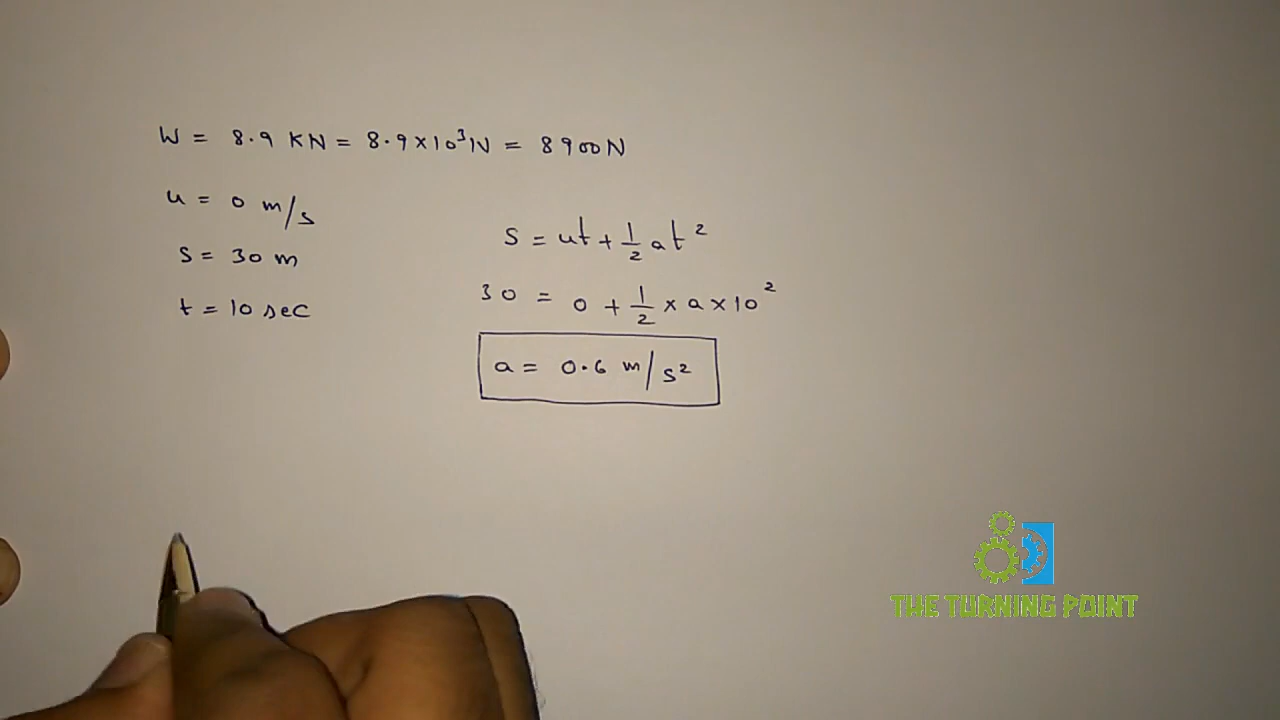 W = 8.9 KN = 8.9×10³N = 8900N
u = 0 m/s
s = 30 m
t = 10 sec
s = ut + 1/2 at²
30 = 0 + 1/2 × a × 10²
a = 0.6 m/s²
THE TURNING POINT